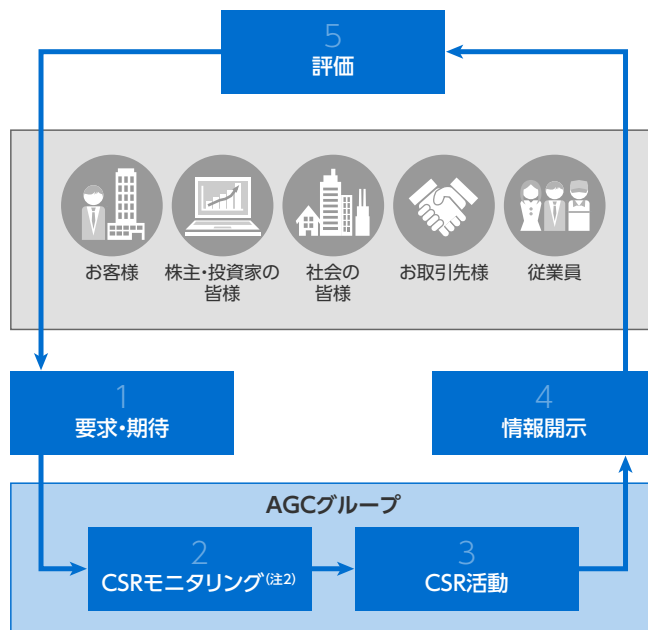 5
評価
お客様
株主・投資家の
皆様
社会の
皆様
お取引先様
従業員
1
要求・期待
4
情報開示
AGCグループ
2
CSRモニタリング(注2)
3
CSR活動